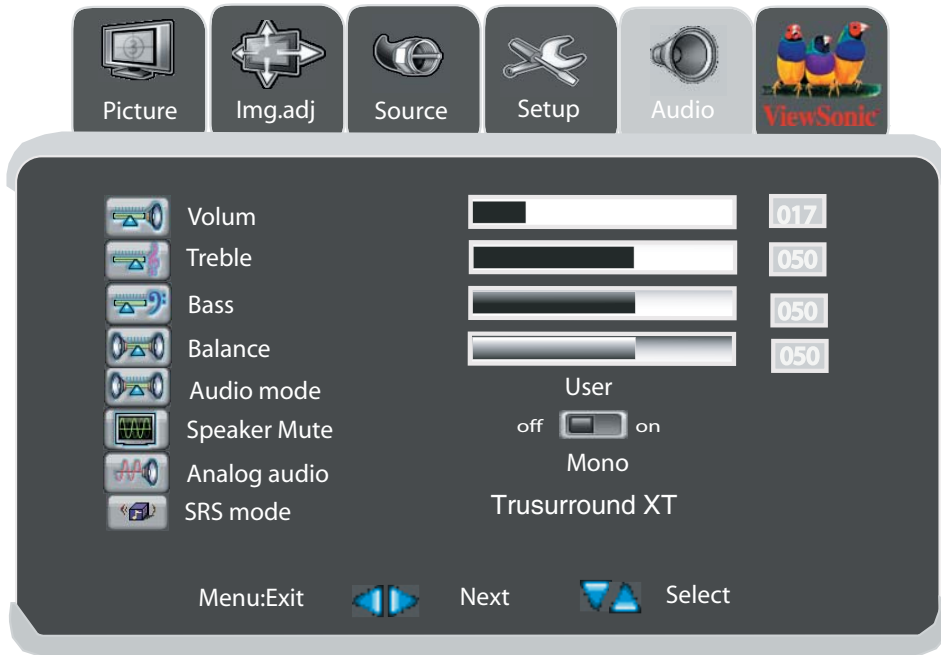 Picture Img.adj Source Setup Audio ViewSonic
Volum 017
Treble 050
Bass 050
Balance 050
Audio mode User
Speaker Mute off on
Analog audio Mono
SRS mode Trusurround XT
Menu:Exit Next Select